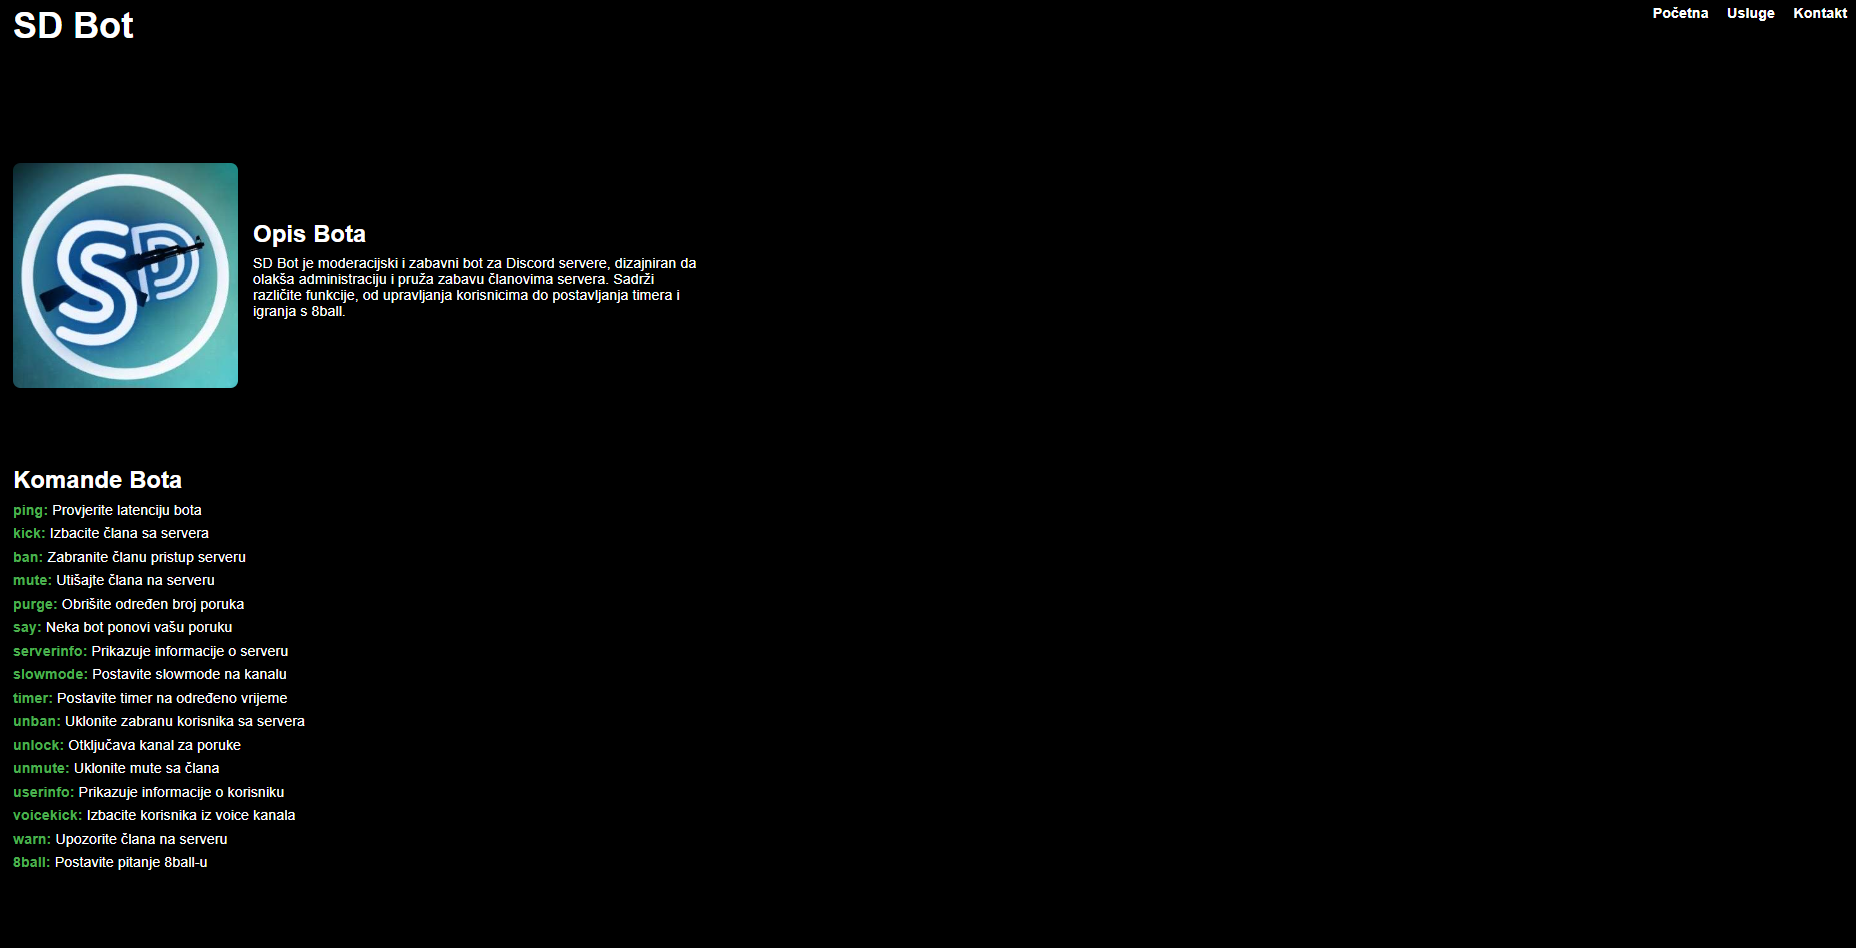 SD Bot
Početna Usluge Kontakt
SD
Opis Bota
SD Bot je moderacijski i zabavni bot za Discord servere, dizajniran da
olakša administraciju i pruža zabavu članovima servera. Sadrži
različite funkcije, od upravljanja korisnicima do postavljanja timera i
igranja s 8ball.
Komande Bota
ping: Provjerite latenciju bota
kick: Izbacite člana sa servera
ban: Zabranite članu pristup serveru
mute: Utišajte člana na serveru
purge: Obrišite određen broj poruka
say: Neka bot ponovi vašu poruku
serverinfo: Prikazuje informacije o serveru
slowmode: Postavite slowmode na kanalu
timer: Postavite timer na određeno vrijeme
unban: Uklonite zabranu korisnika sa servera
unlock: Otključava kanal za poruke
unmute: Uklonite mute sa člana
userinfo: Prikazuje informacije o korisniku
voicekick: Izbacite korisnika iz voice kanala
warn: Upozorite člana na serveru
8ball: Postavite pitanje 8ball-u